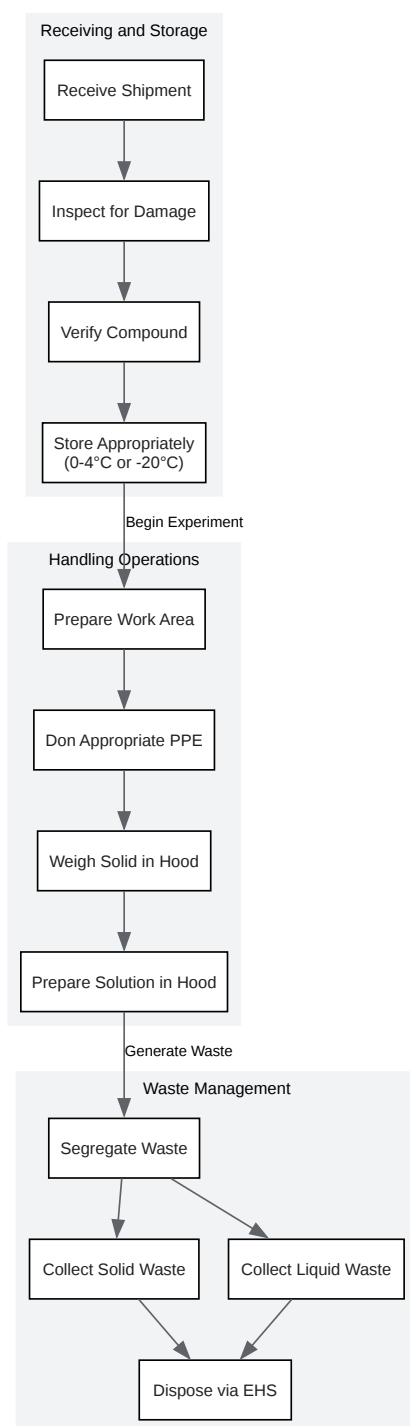 Receiving and Storage
Receive Shipment
Inspect for Damage
Verify Compound
Store Appropriately
(0-4°C or -20°C)
Begin Experiment
Handling Operations
Prepare Work Area
Don Appropriate PPE
Weigh Solid in Hood
Prepare Solution in Hood
Generate Waste
Waste Management
Segregate Waste
Collect Solid Waste
Collect Liquid Waste
Dispose via EHS